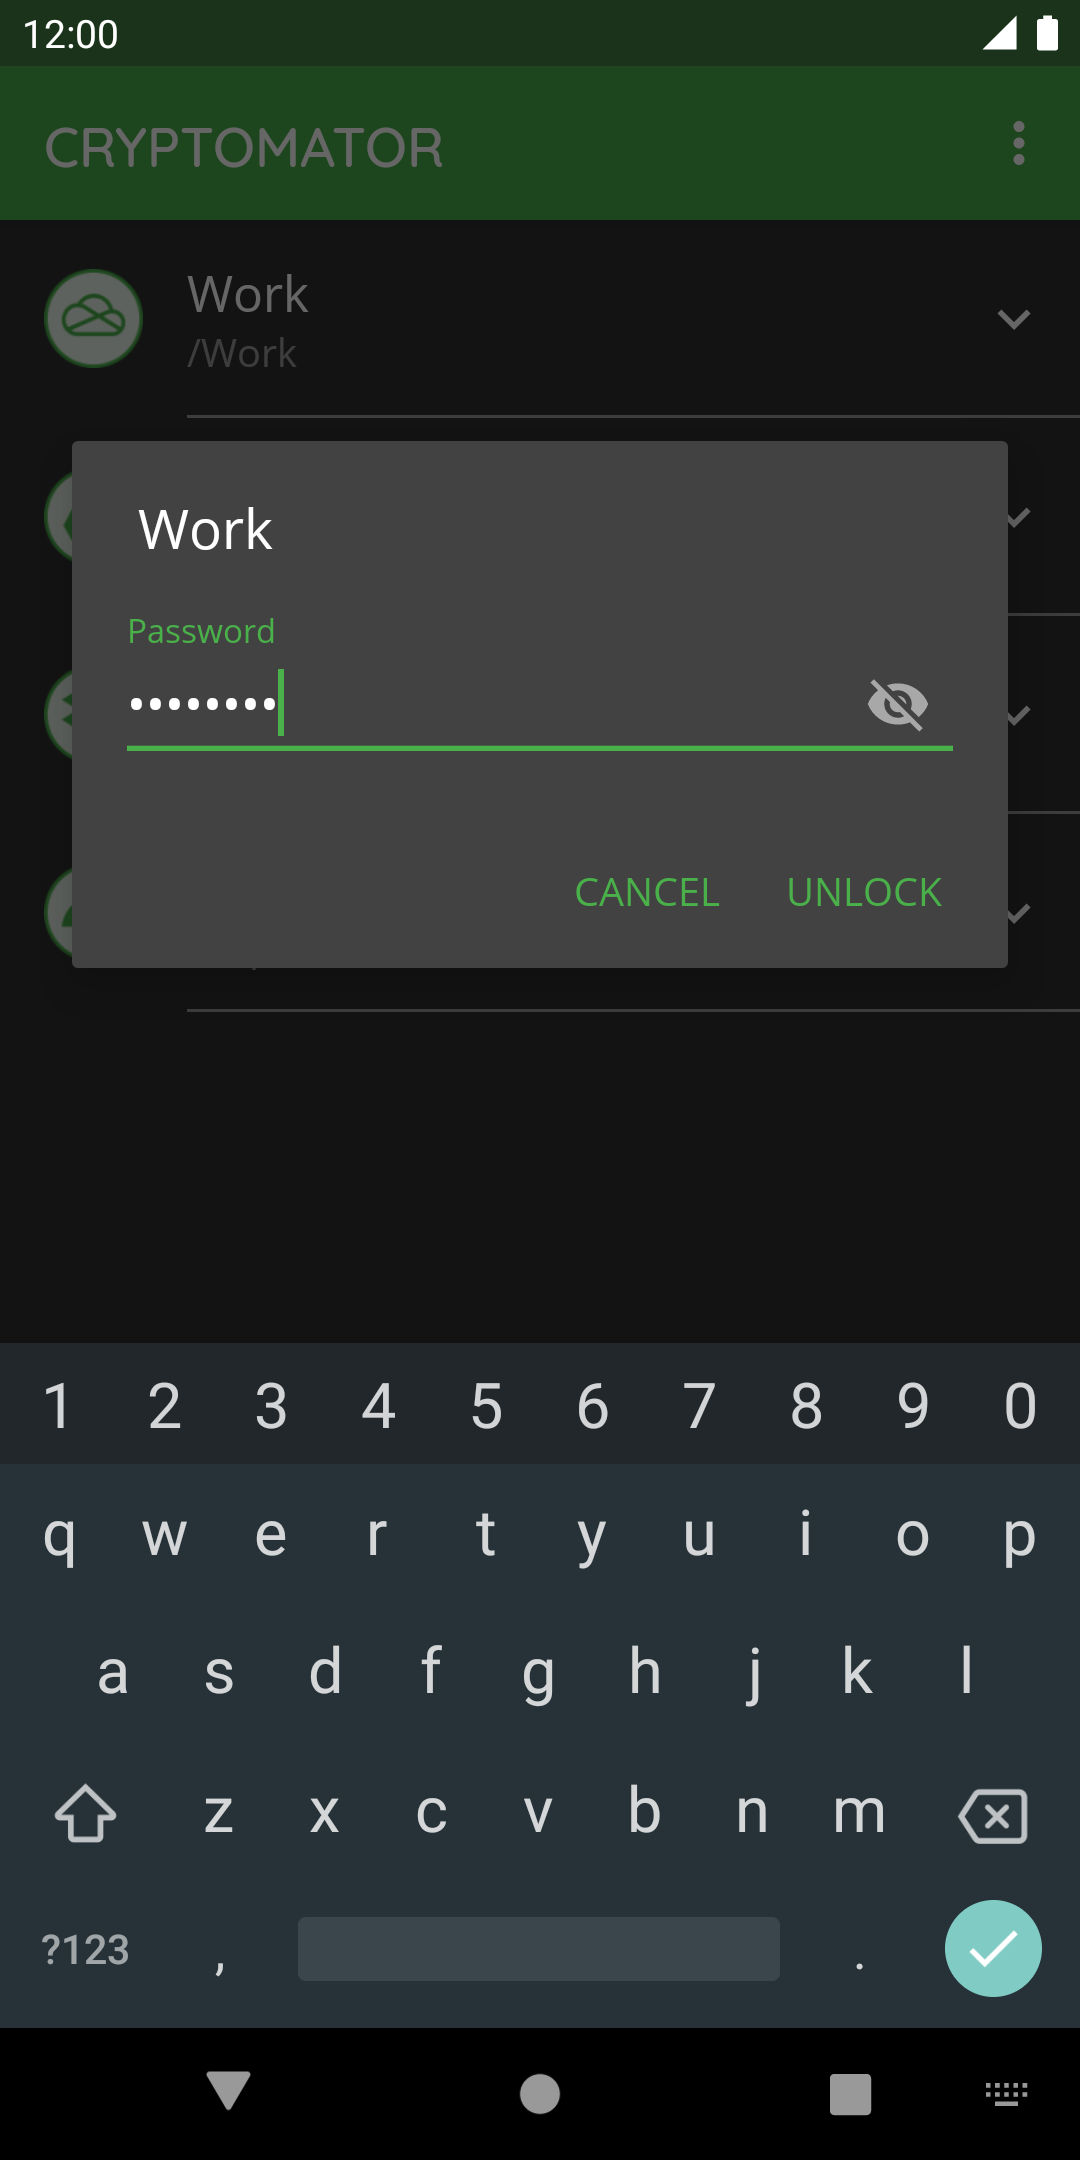 12:00
CRYPTOMATOR
Work
/Work
Work
Password
••••••••
CANCEL UNLOCK
1 2 3 4 5 6 7 8 9 0
q w e r t y u i o p
a s d f g h j k l
z x c v b n m
?123 , .